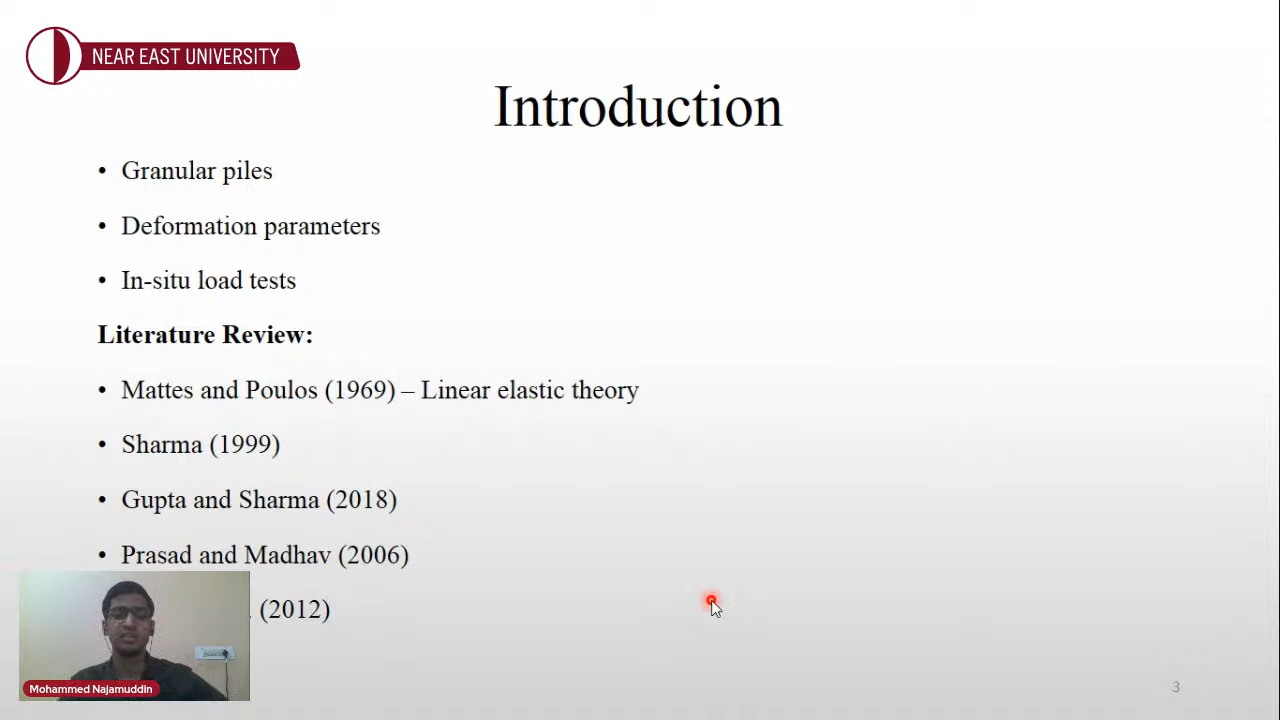 NEAR EAST UNIVERSITY
Introduction
• Granular piles
• Deformation parameters
• In-situ load tests
Literature Review:
• Mattes and Poulos (1969) – Linear elastic theory
• Sharma (1999)
• Gupta and Sharma (2018)
• Prasad and Madhav (2006)
. (2012)
Mohammed Najamuddin
3